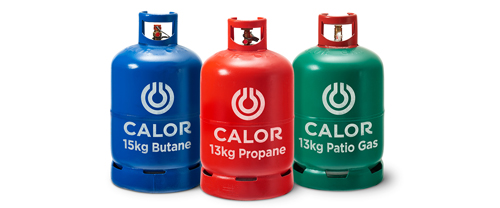 CALOR
15kg Butane
CALOR
13kg Propane
CALOR
13kg Patio Gas